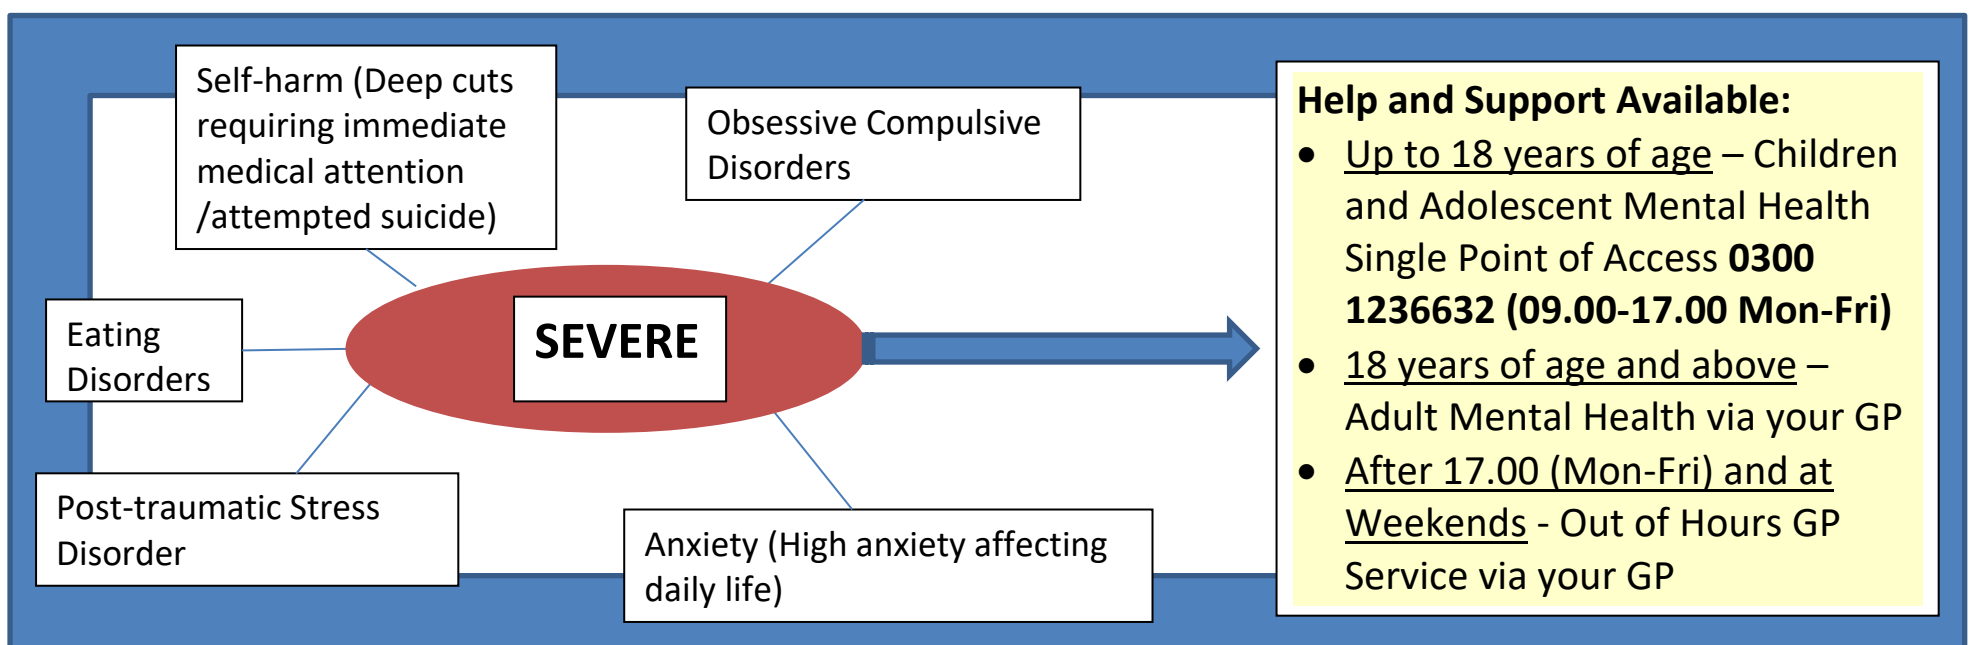 Self-harm (Deep cuts
requiring immediate
medical attention
/attempted suicide)
Obsessive Compulsive
Disorders
Eating
Disorders
SEVERE
Post-traumatic Stress
Disorder
Anxiety (High anxiety affecting
daily life)
Help and Support Available:
• Up to 18 years of age – Children
and Adolescent Mental Health
Single Point of Access 0300
1236632 (09.00-17.00 Mon-Fri)
• 18 years of age and above –
Adult Mental Health via your GP
• After 17.00 (Mon-Fri) and at
Weekends - Out of Hours GP
Service via your GP